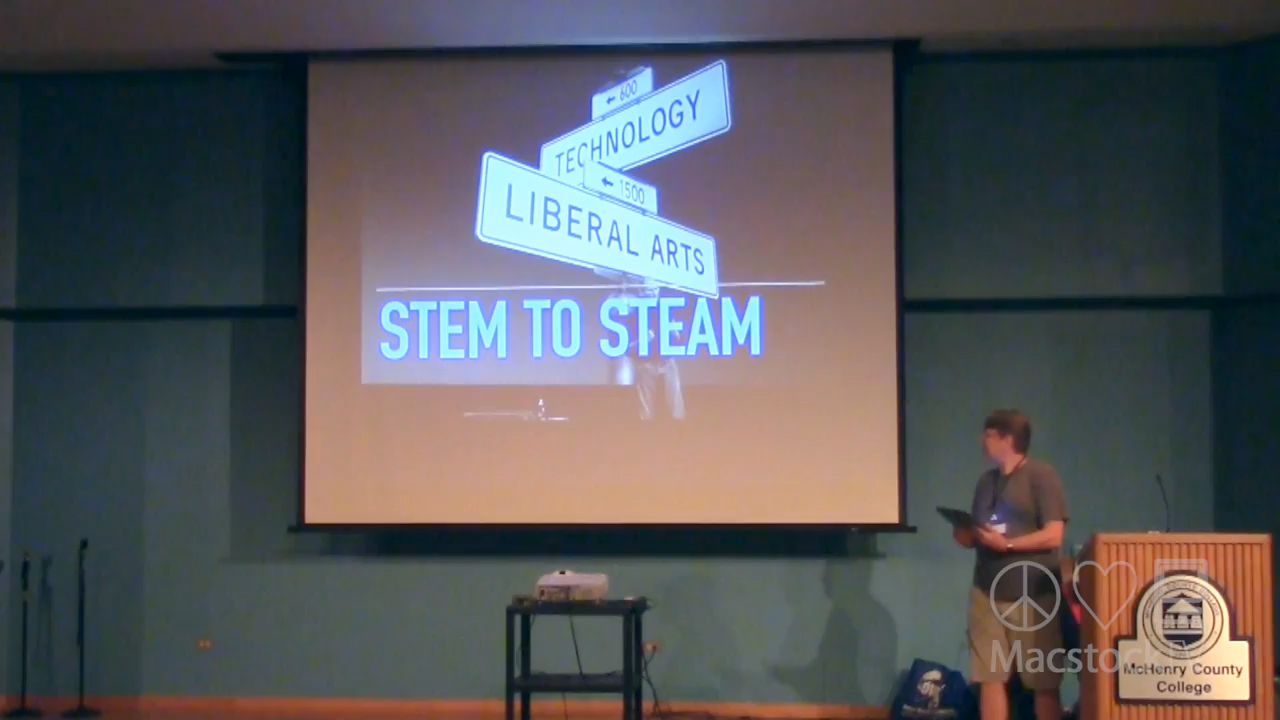 ← 600
TECHNOLOGY
← 1500
LIBERAL ARTS
STEM TO STEAM
Macstock
McHenry County
College